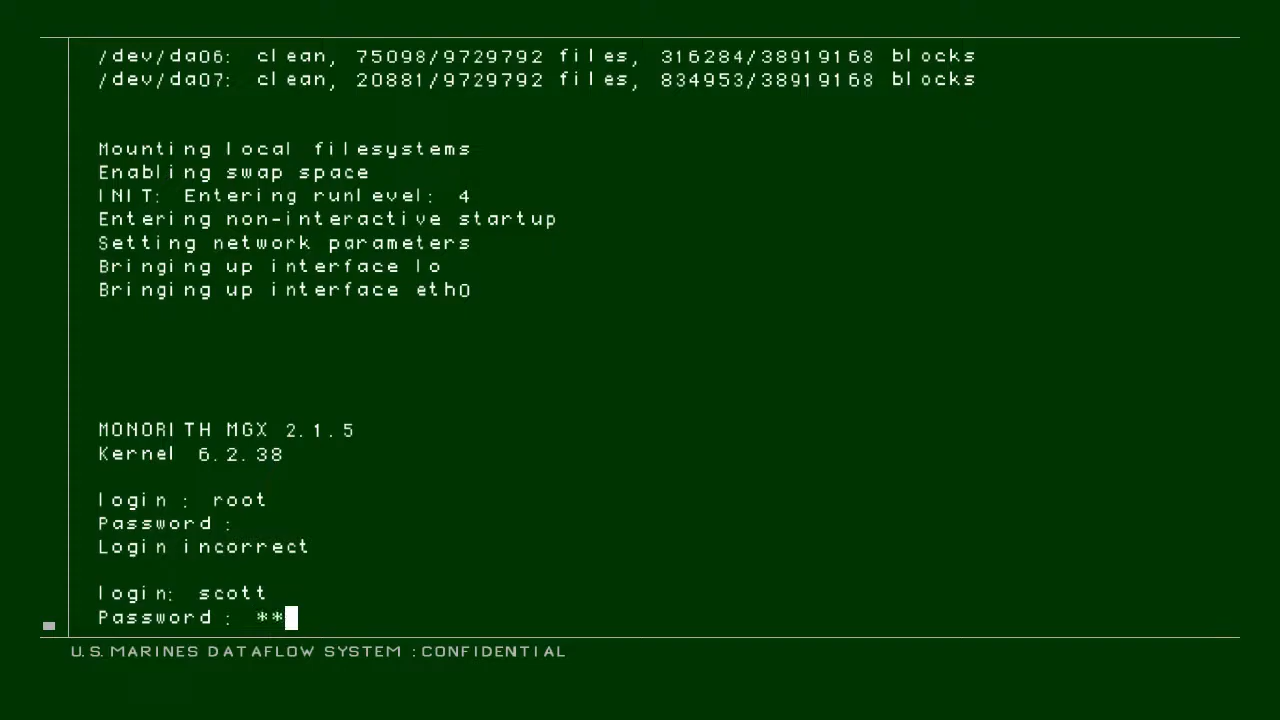 /dev/da06: clean, 75098/9729792 files, 316284/38919168 blocks
/dev/da07: clean, 20881/9729792 files, 834953/38919168 blocks
Mounting local filesystems
Enabling swap space
INIT: Entering runlevel: 4
Entering non-interactive startup
Setting network parameters
Bringing up interface lo
Bringing up interface eth0
MONORITH MGX 2.1.5
Kernel 6.2.38
login : root
Password :
Login incorrect
login: scott
Password : **
U.S.MARINES DATAFLOW SYSTEM :CONFIDENTIAL